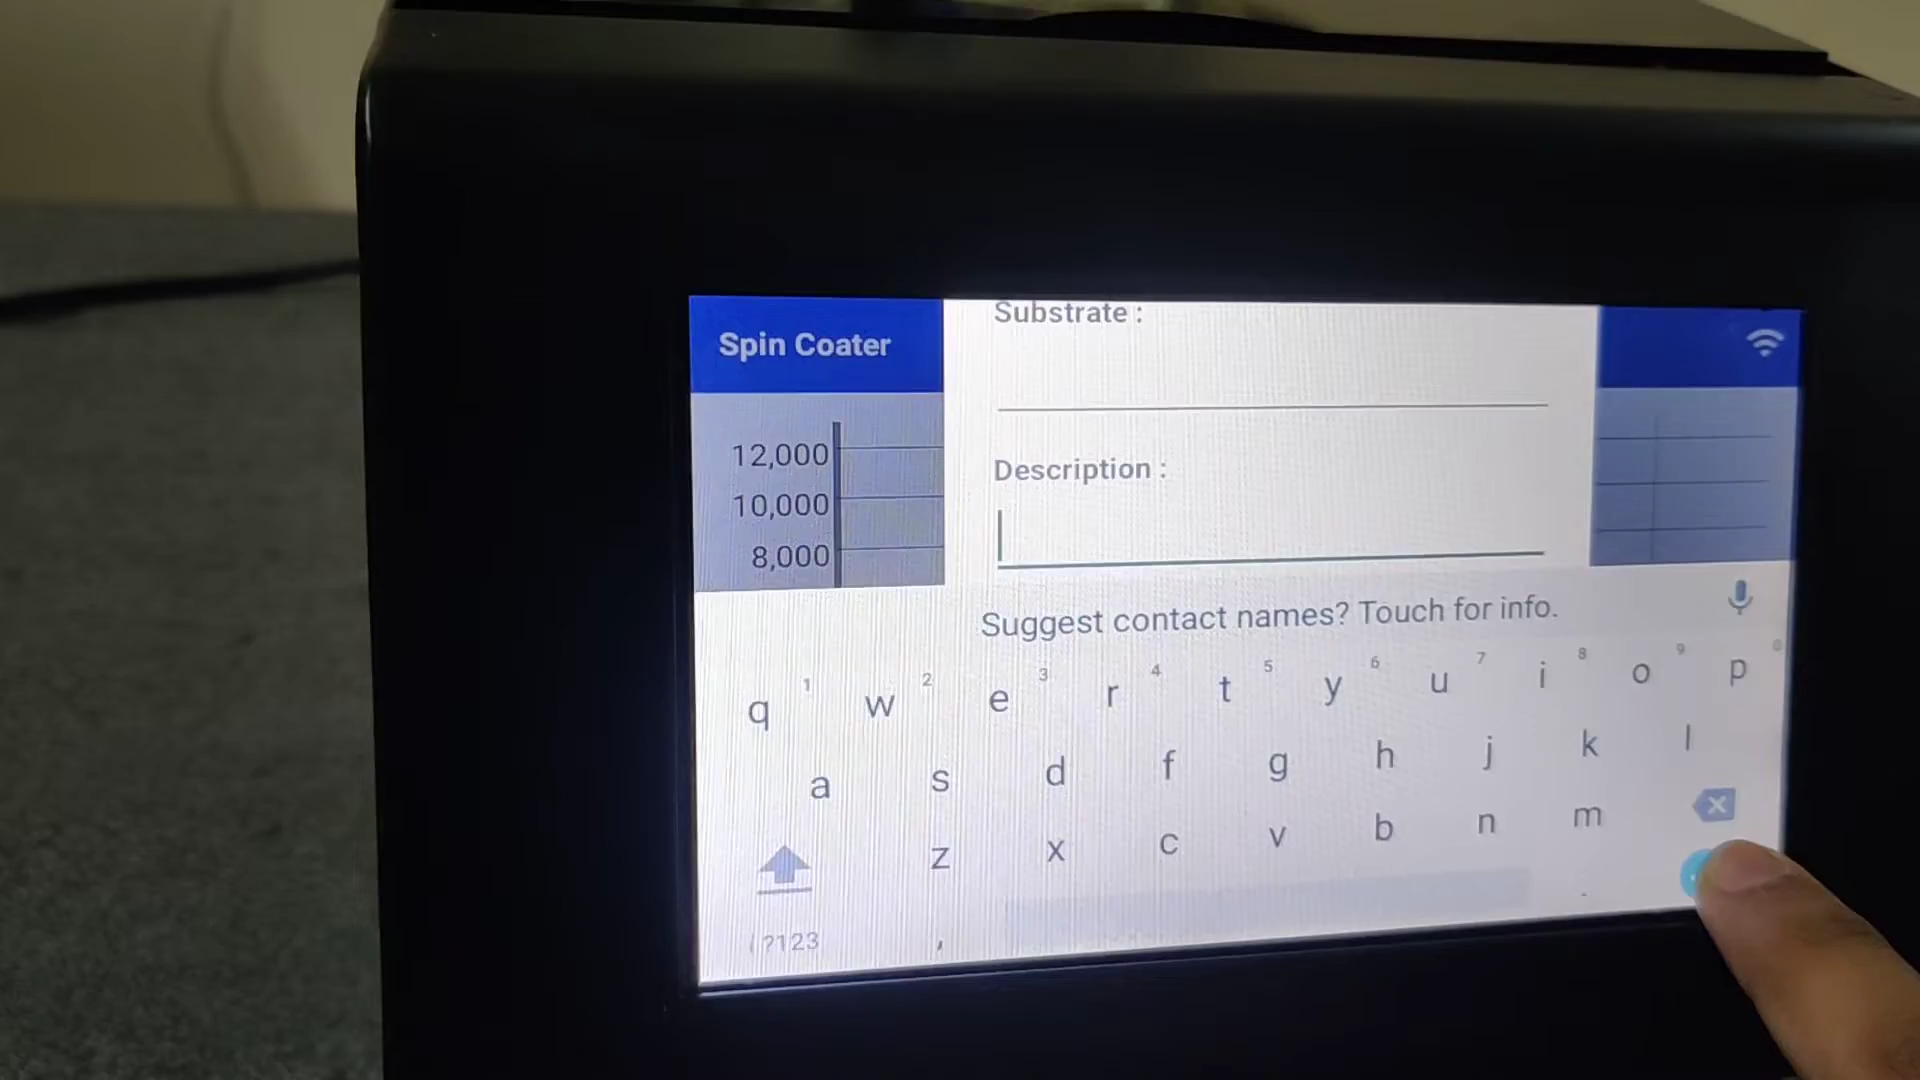 Spin Coater
Substrate :
12,000
10,000
8,000
Description :
Suggest contact names? Touch for info.
q 1 w 2 e 3 r 4 t 5 y 6 u 7 i 8 o 9 p 0
a s d f g h j k l
z x c v b n m
?123 , .